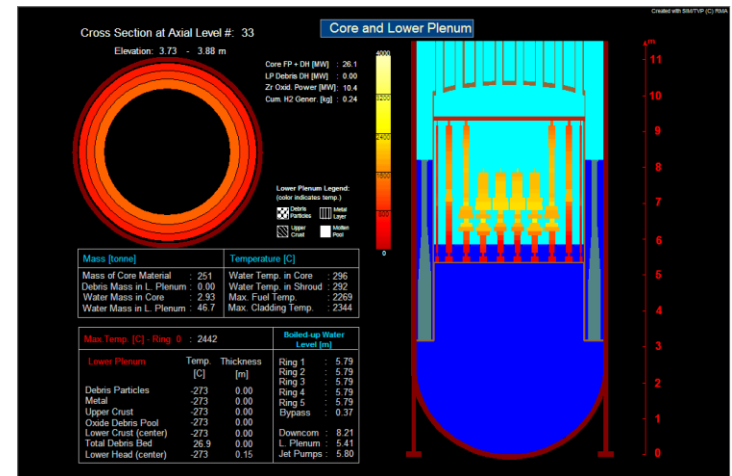 Created with SIM/TYP (C) RMA
Core and Lower Plenum
Cross Section at Axial Level #: 33
Elevation: 3.73 - 3.88 m
Core FP + DH [MW] : 26.1
LP Debris DH [MW] : 0.00
Zr Oxid. Power [MW] : 10.4
Cum. H2 Gener. [kg] : 0.24
4000
3200
2400
1600
800
0
Lower Plenum Legend:
(color indicates temp.)
Debris Particles
Metal Layer
Upper Crust
Molten Pool
m
11
10
9
8
7
6
5
4
3
2
1
0
Mass [tonne]
Mass of Core Material : 251
Debris Mass in L. Plenum : 0.00
Water Mass in Core : 2.93
Water Mass in L. Plenum : 46.7
Temperature [C]
Water Temp. in Core : 296
Water Temp. in Shroud : 292
Max. Fuel Temp. : 2269
Max. Cladding Temp. : 2344
Max.Temp. [C] - Ring 0 : 2442
Lower Plenum Temp. [C] Thickness [m]
Debris Particles -273 0.00
Metal -273 0.00
Upper Crust -273 0.00
Oxide Debris Pool -273 0.00
Lower Crust (center) -273 0.00
Total Debris Bed 26.9 0.00
Lower Head (center) -273 0.15
Boiled-up Water
Level [m]
Ring 1 : 5.79
Ring 2 : 5.79
Ring 3 : 5.79
Ring 4 : 5.79
Ring 5 : 5.79
Bypass : 0.37
Downcom : 8.21
L. Plenum : 5.41
Jet Pumps : 5.80